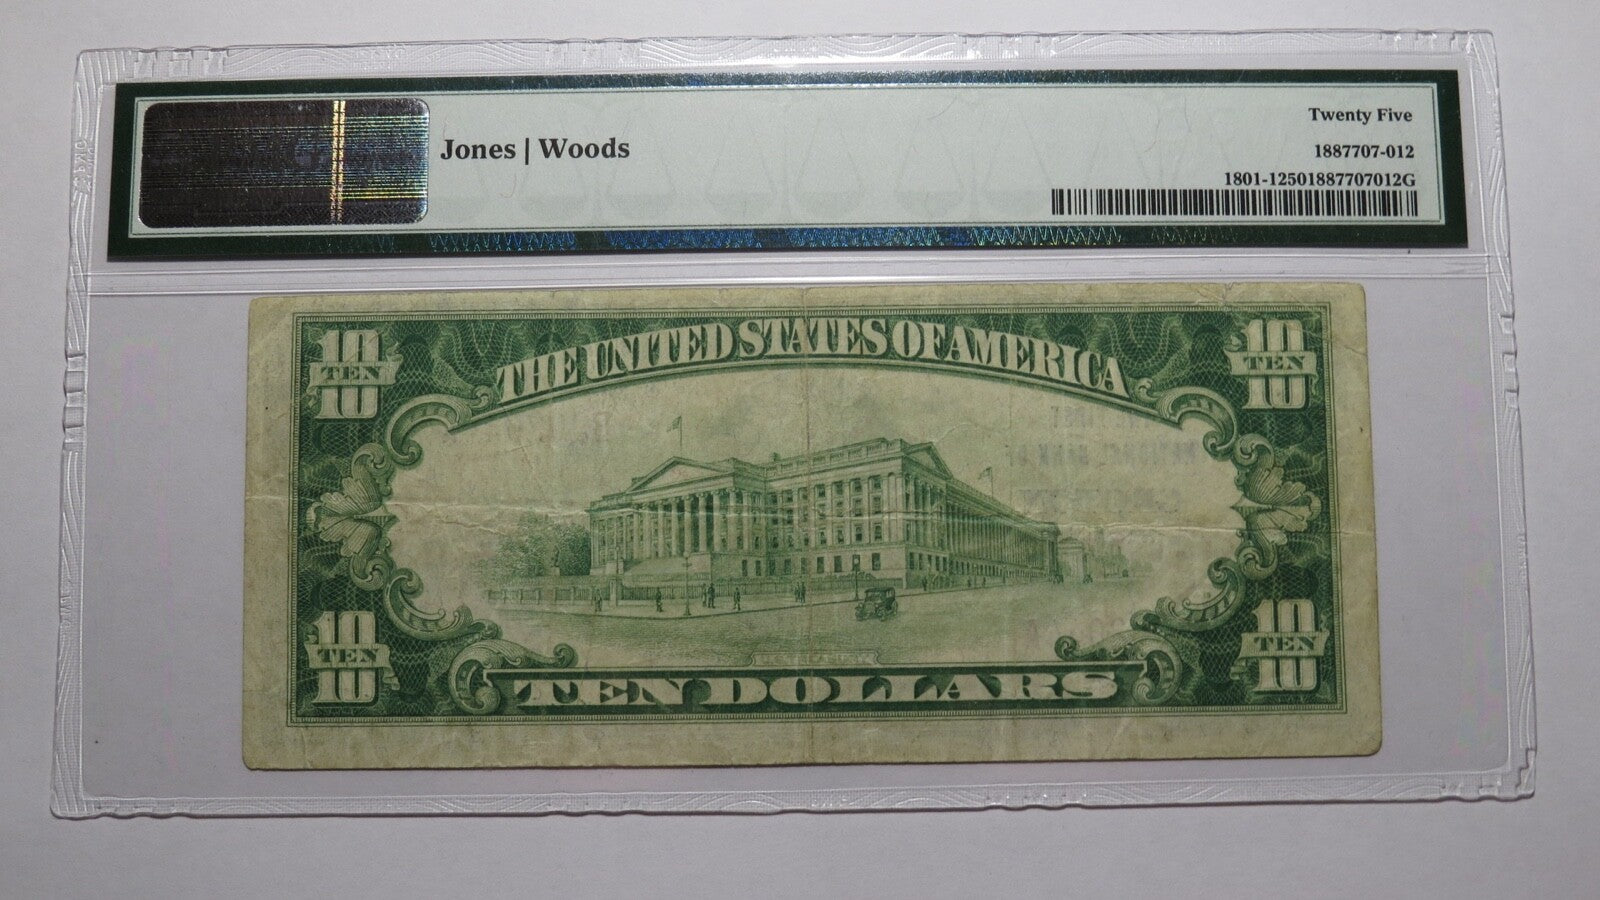 Jones | Woods
Twenty Five
1887707-012
1801-12501887707012G
THE UNITED STATES OF AMERICA
10
TEN
10
10
TEN
10
10
TEN
10
10
TEN
10
TEN DOLLARS